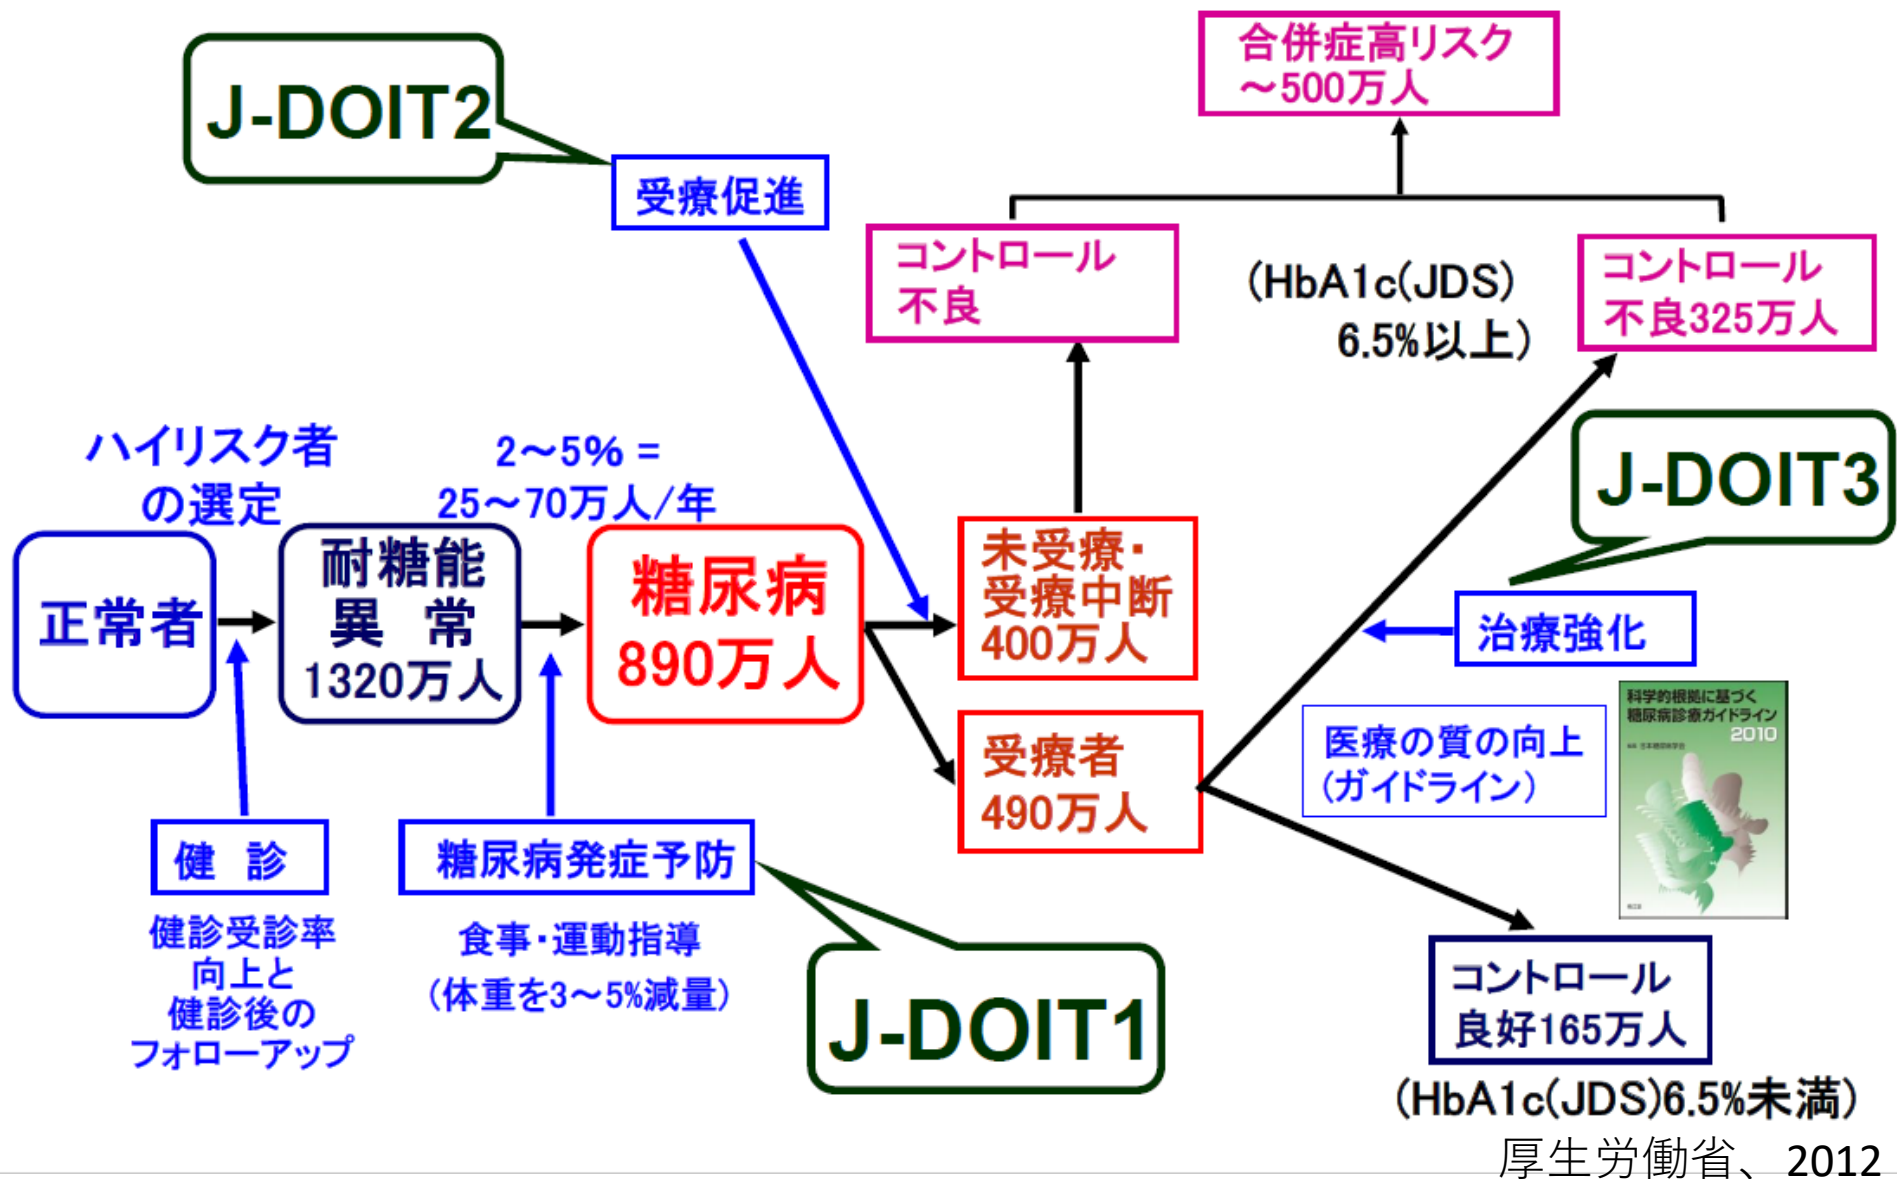 J-DOIT2
受療促進
合併症高リスク
～500万人
コントロール
不良
(HbA1c(JDS)
6.5%以上)
コントロール
不良325万人
J-DOIT3
ハイリスク者
の選定
2～5% =
25～70万人/年
正常者
耐糖能
異 常
1320万人
糖尿病
890万人
未受療・
受療中断
400万人
受療者
490万人
治療強化
医療の質の向上
(ガイドライン)
科学的根拠に基づく
糖尿病診療ガイドライン
2010
健 診
健診受診率
向上と
健診後の
フォローアップ
糖尿病発症予防
食事・運動指導
(体重を3～5%減量)
J-DOIT1
コントロール
良好165万人
(HbA1c(JDS)6.5%未満)
厚生労働省、2012